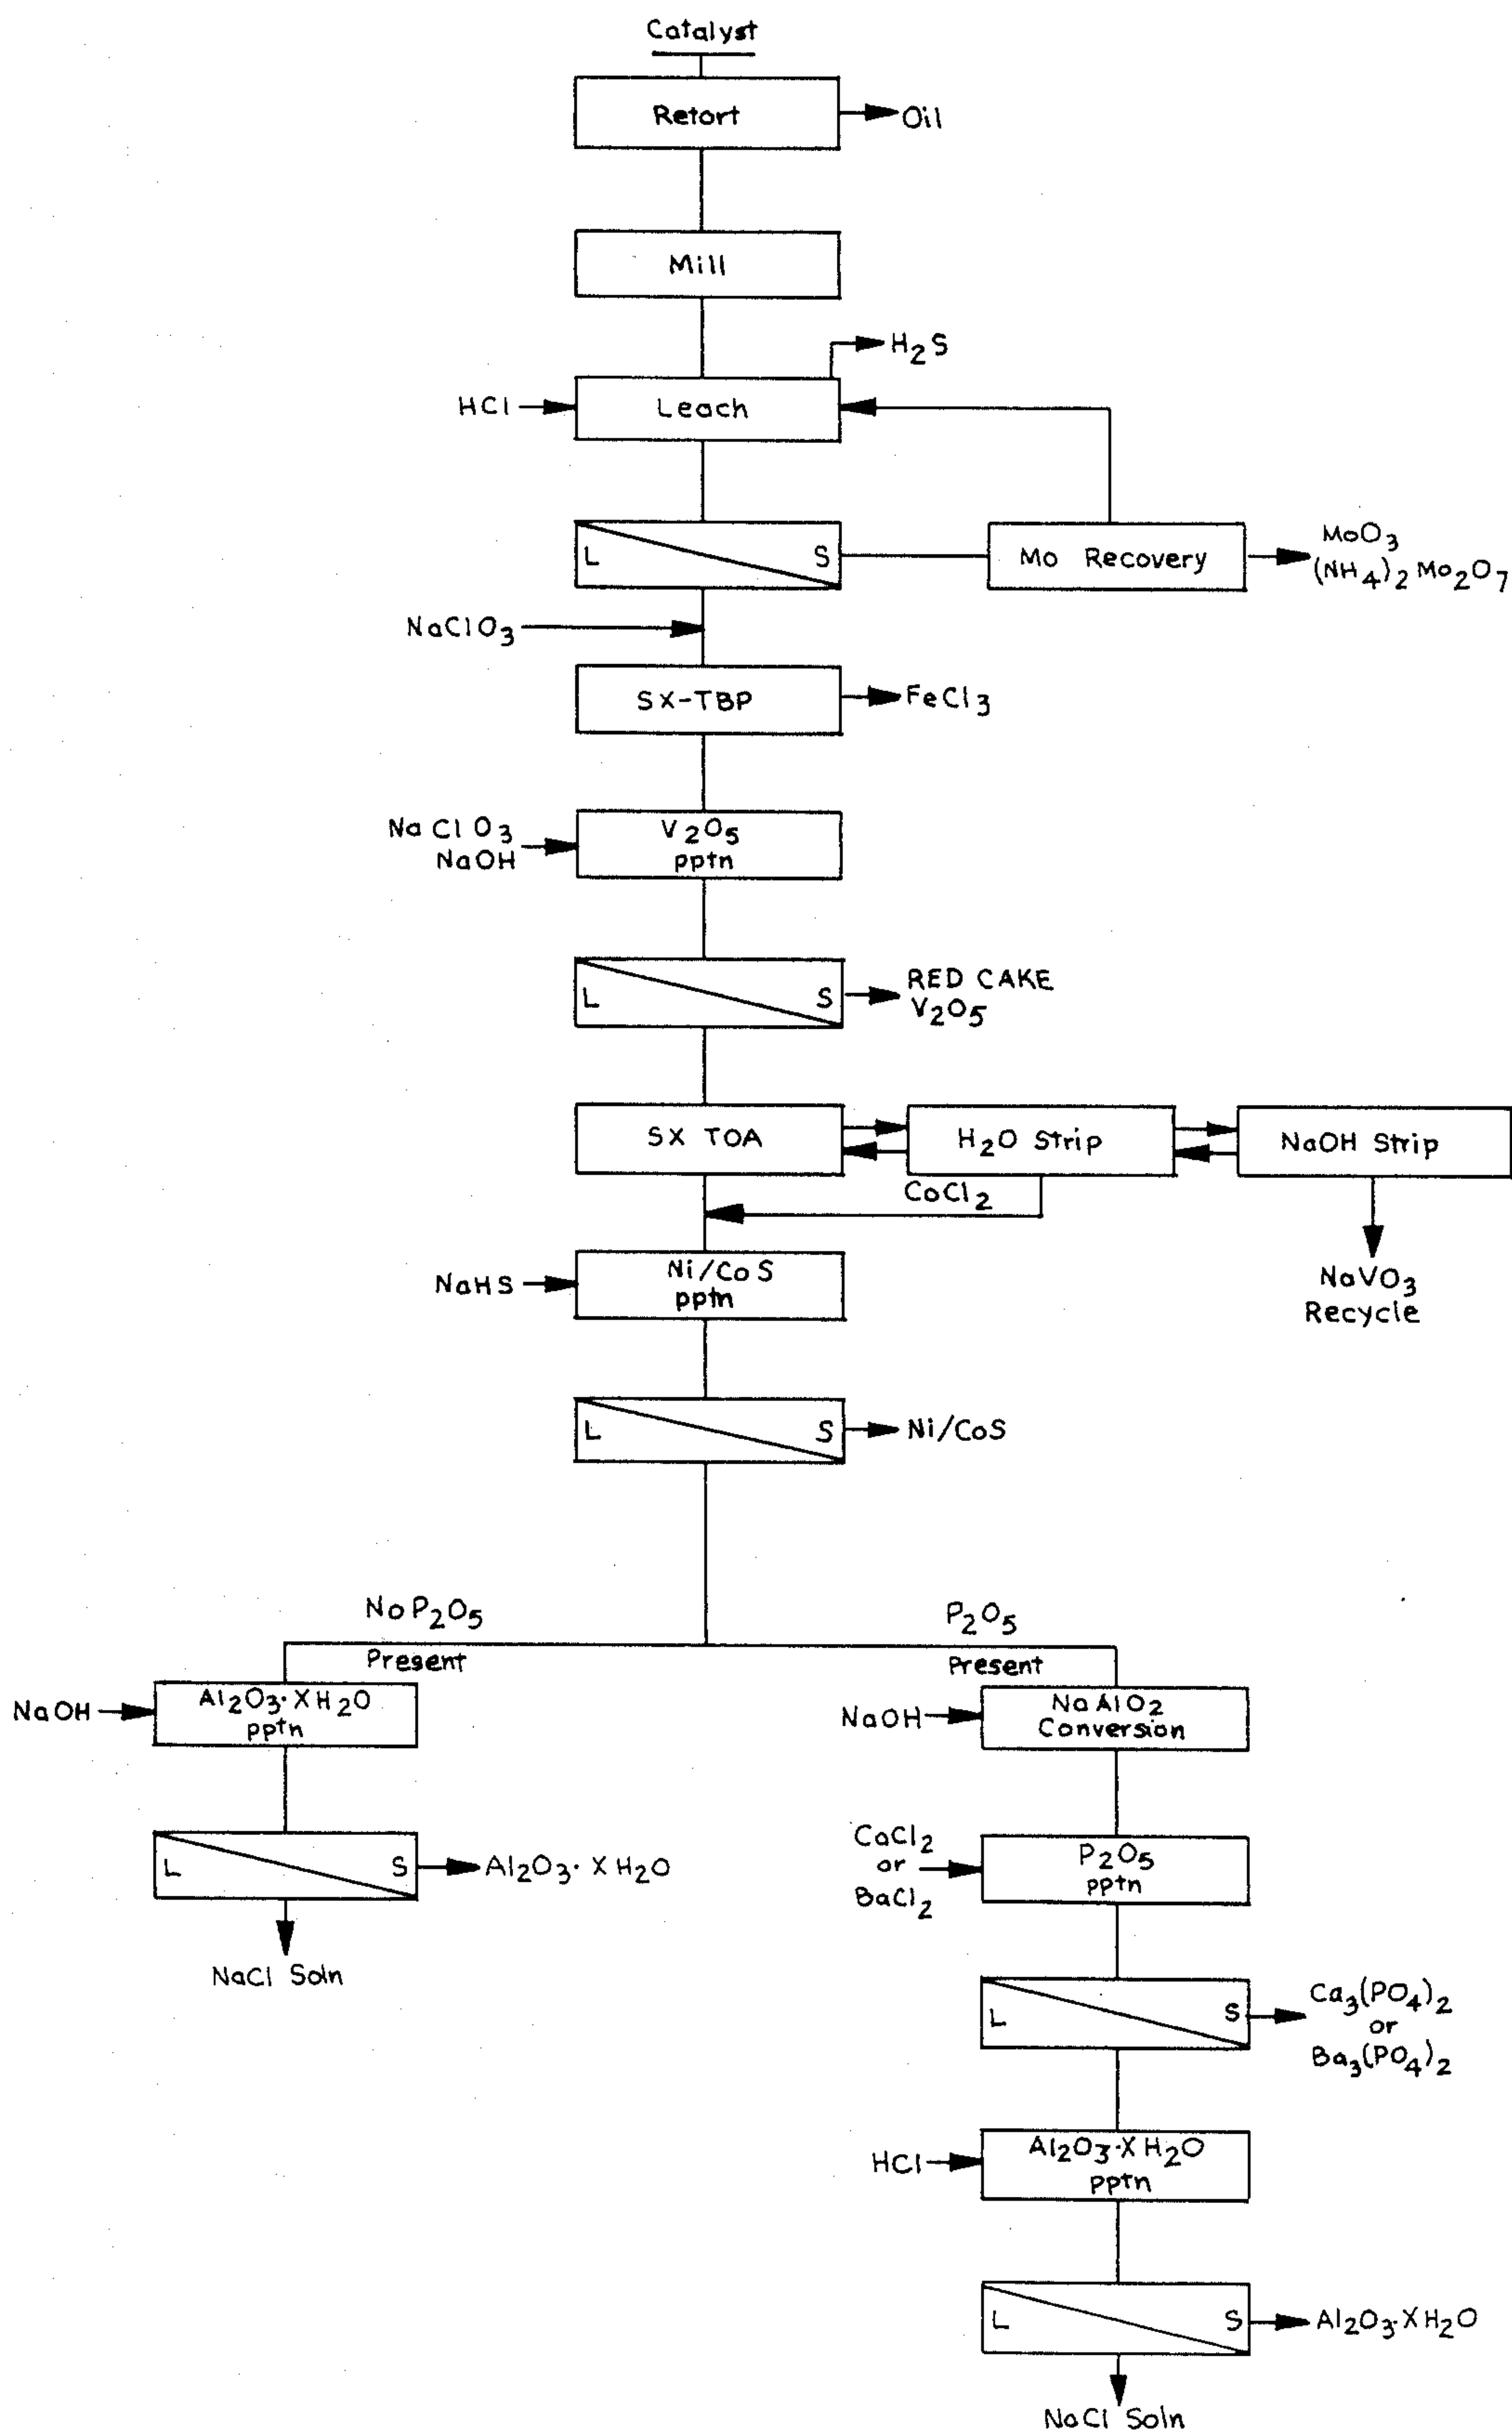 Catalyst
Retort
Oil
Mill
H2S
HCl
Leach
L
S
Mo Recovery
MoO3
(NH4)2 Mo2O7
NaClO3
SX-TBP
FeCl3
NaClO3
NaOH
V2O5
pptn
L
S
RED CAKE
V2O5
SX TOA
H2O Strip
NaOH Strip
CoCl2
NaVO3
Recycle
NaHS
Ni/CoS
pptn
L
S
Ni/CoS
No P2O5
Present
P2O5
Present
NaOH
Al2O3·XH2O
pptn
NaOH
NaAlO2
Conversion
L
S
Al2O3·XH2O
NaCl Soln
CaCl2
or
BaCl2
P2O5
pptn
L
S
Ca3(PO4)2
or
Ba3(PO4)2
HCl
Al2O3·XH2O
pptn
L
S
Al2O3·XH2O
NaCl Soln